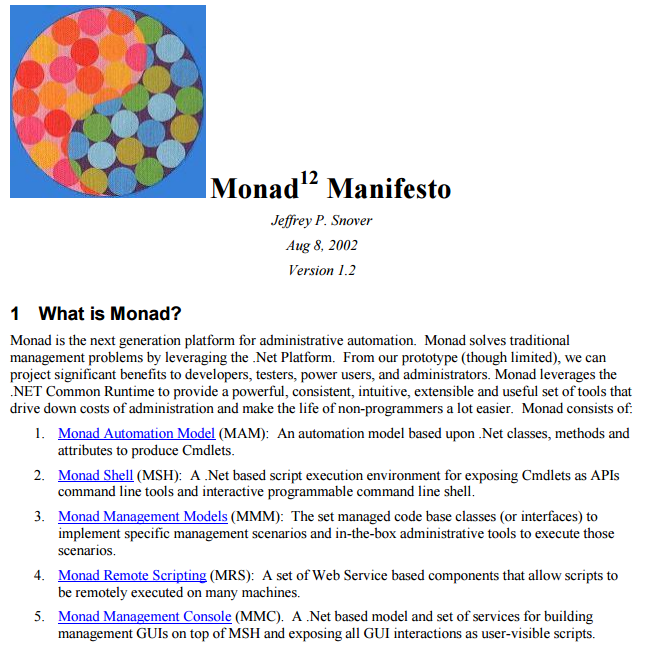 Monad12 Manifesto
Jeffrey P. Snover
Aug 8, 2002
Version 1.2
1 What is Monad?
Monad is the next generation platform for administrative automation. Monad solves traditional
management problems by leveraging the .Net Platform. From our prototype (though limited), we can
project significant benefits to developers, testers, power users, and administrators. Monad leverages the
.NET Common Runtime to provide a powerful, consistent, intuitive, extensible and useful set of tools that
drive down costs of administration and make the life of non-programmers a lot easier. Monad consists of:
1. Monad Automation Model (MAM): An automation model based upon .Net classes, methods and
attributes to produce Cmdlets.
2. Monad Shell (MSH): A .Net based script execution environment for exposing Cmdlets as APIs
command line tools and interactive programmable command line shell.
3. Monad Management Models (MMM): The set managed code base classes (or interfaces) to
implement specific management scenarios and in-the-box administrative tools to execute those
scenarios.
4. Monad Remote Scripting (MRS): A set of Web Service based components that allow scripts to
be remotely executed on many machines.
5. Monad Management Console (MMC). A .Net based model and set of services for building
management GUIs on top of MSH and exposing all GUI interactions as user-visible scripts.